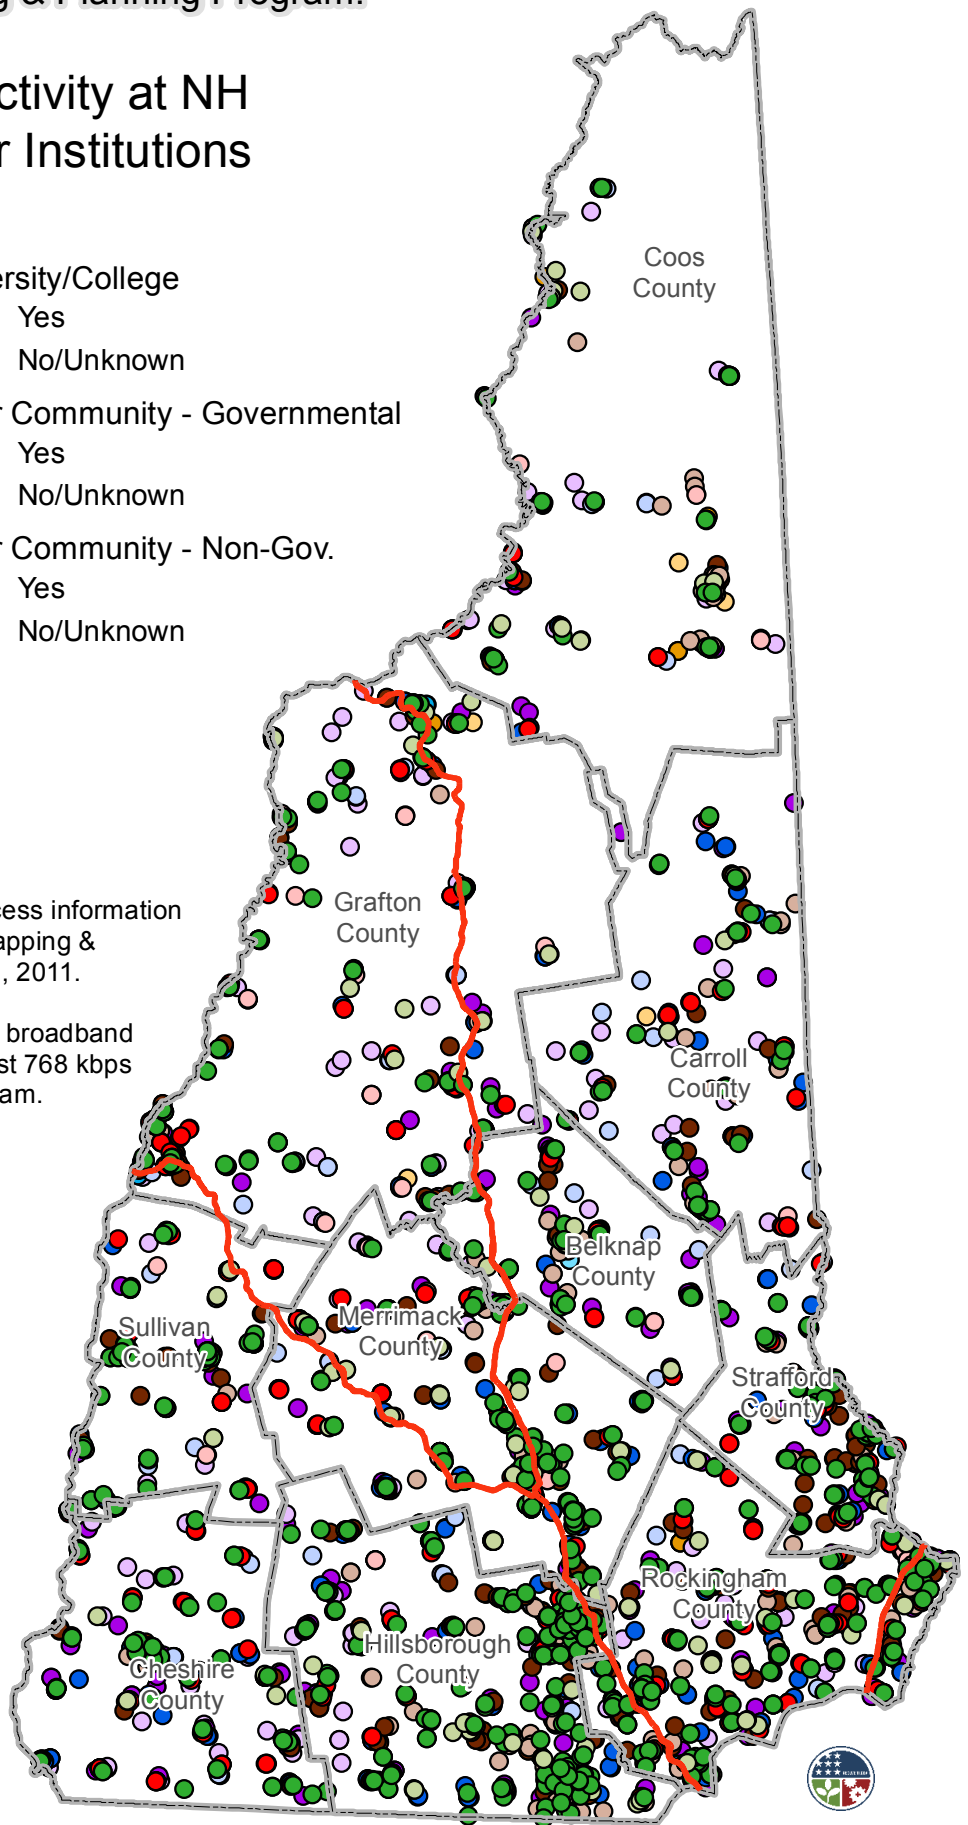 g & Planning Program.
ctivity at NH
r Institutions
ersity/College
Yes
No/Unknown
r Community - Governmental
Yes
No/Unknown
r Community - Non-Gov.
Yes
No/Unknown
cess information
apping &
, 2011.
broadband
st 768 kbps
am.
Coos
County
Grafton
County
Carroll
County
Belknap
County
Merrimack
County
Sullivan
County
Strafford
County
Rockingham
County
Hillsborough
County
Cheshire
County